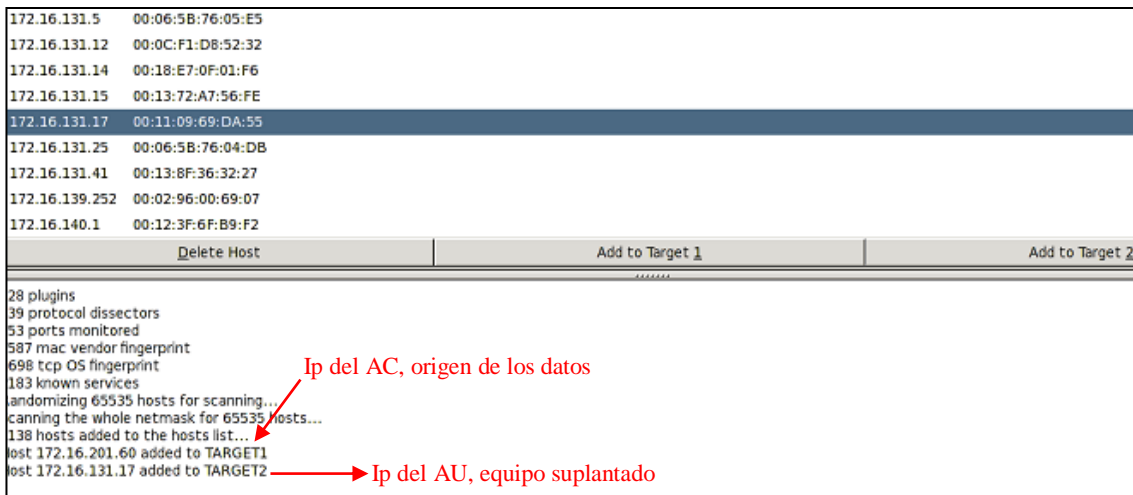 172.16.131.5 00:06:5B:76:05:E5
172.16.131.12 00:0C:F1:D8:52:32
172.16.131.14 00:18:E7:0F:01:F6
172.16.131.15 00:13:72:A7:56:FE
172.16.131.17 00:11:09:69:DA:55
172.16.131.25 00:06:5B:76:04:DB
172.16.131.41 00:13:8F:36:32:27
172.16.139.252 00:02:96:00:69:07
172.16.140.1 00:12:3F:6F:B9:F2
Delete Host Add to Target 1 Add to Target 2
28 plugins
39 protocol dissectors
53 ports monitored
587 mac vendor fingerprint
698 tcp OS fingerprint
183 known services
Ip del AC, origen de los datos
andomizing 65535 hosts for scanning...
canning the whole netmask for 65535 hosts...
138 hosts added to the hosts list...
ost 172.16.201.60 added to TARGET1
ost 172.16.131.17 added to TARGET2
Ip del AU, equipo suplantado